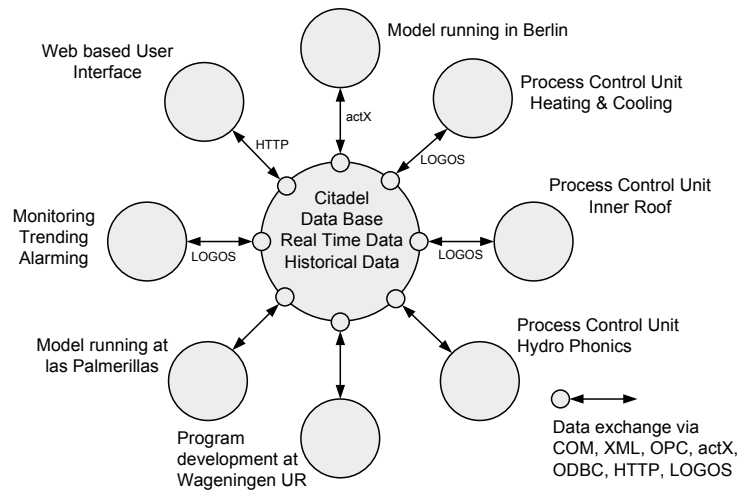 Model running in Berlin
Web based User
Interface
Process Control Unit
Heating & Cooling
actX
HTTP
LOGOS
Citadel
Data Base
Real Time Data
Historical Data
Process Control Unit
Inner Roof
Monitoring
Trending
Alarming
LOGOS
LOGOS
Model running at
las Palmerillas
Process Control Unit
Hydro Phonics
Program
development at
Wageningen UR
Data exchange via
COM, XML, OPC, actX,
ODBC, HTTP, LOGOS